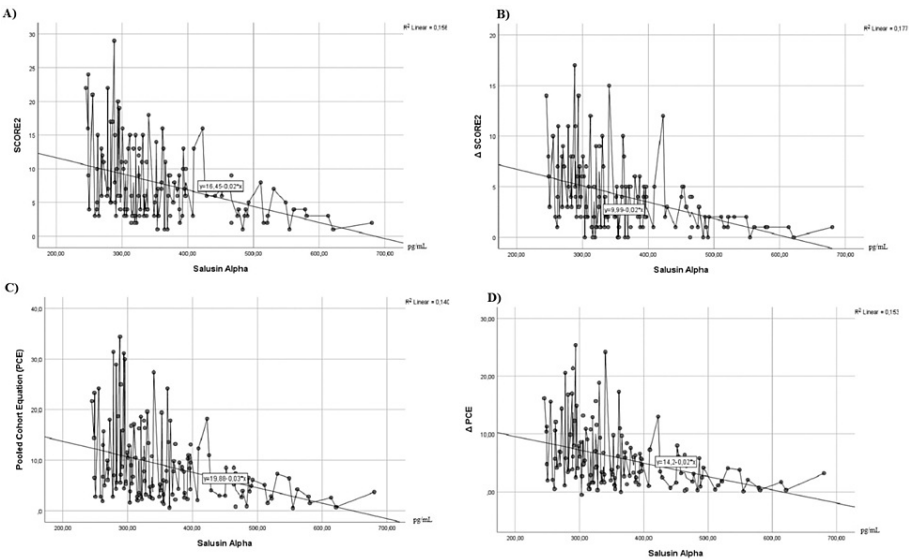 A)
R² Linear = 0,156
30
25
20
15
10
5
0
SCORE2
y=16,45-0,02*x
200,00 300,00 400,00 500,00 600,00 700,00
pg/mL
Salusin Alpha
B)
R² Linear = 0,177
20
15
10
5
0
Δ SCORE2
y=9,99-0,02*x
200,00 300,00 400,00 500,00 600,00 700,00
pg/mL
Salusin Alpha
C)
R² Linear = 0,140
40,0
30,0
20,0
10,0
,0
Pooled Cohort Equation (PCE)
y=19,88-0,03*x
200,00 300,00 400,00 500,00 600,00 700,00
pg/mL
Salusin Alpha
D)
R² Linear = 0,153
30,00
20,00
10,00
,00
Δ PCE
y=14,2-0,02*x
200,00 300,00 400,00 500,00 600,00 700,00
pg/mL
Salusin Alpha